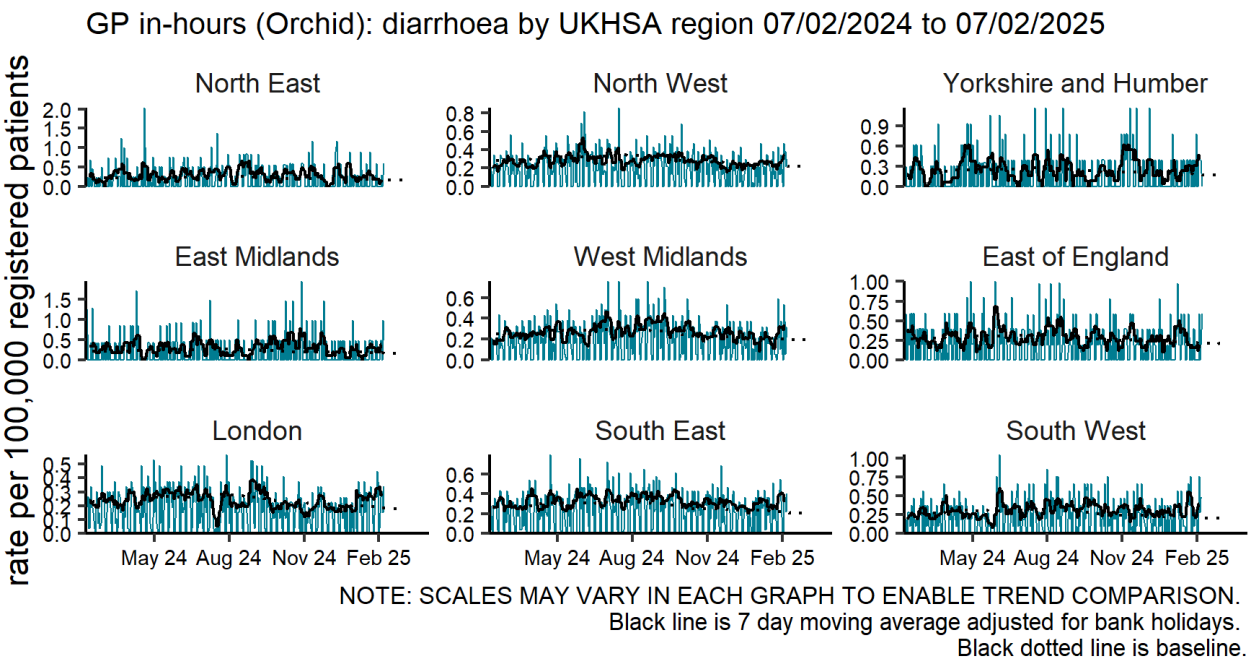 GP in-hours (Orchid): diarrhoea by UKHSA region 07/02/2024 to 07/02/2025
rate per 100,000 registered patients
North East
2.0
1.5
1.0
0.5
0.0
North West
0.8
0.6
0.4
0.2
0.0
Yorkshire and Humber
0.9
0.6
0.3
0.0
East Midlands
1.5
1.0
0.5
0.0
West Midlands
0.6
0.4
0.2
0.0
East of England
1.00
0.75
0.50
0.25
0.00
London
0.5
0.4
0.3
0.2
0.1
0.0
May 24 Aug 24 Nov 24 Feb 25
South East
0.6
0.4
0.2
0.0
May 24 Aug 24 Nov 24 Feb 25
South West
1.00
0.75
0.50
0.25
0.00
May 24 Aug 24 Nov 24 Feb 25
NOTE: SCALES MAY VARY IN EACH GRAPH TO ENABLE TREND COMPARISON.
Black line is 7 day moving average adjusted for bank holidays.
Black dotted line is baseline.